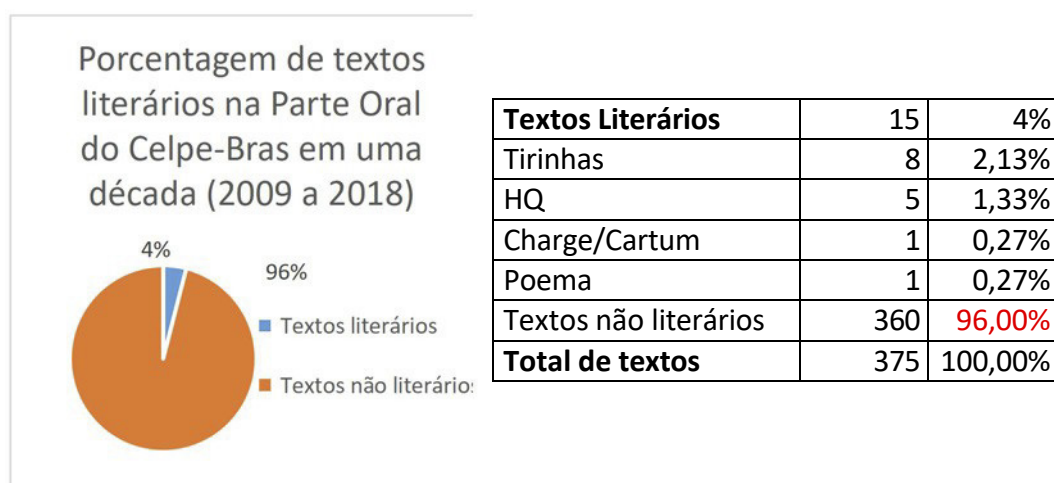 Porcentagem de textos
literários na Parte Oral
do Celpe-Bras em uma
década (2009 a 2018)
4%
96%
Textos literários
Textos não literários
Textos Literários 15 4%
Tirinhas 8 2,13%
HQ 5 1,33%
Charge/Cartum 1 0,27%
Poema 1 0,27%
Textos não literários 360 96,00%
Total de textos 375 100,00%